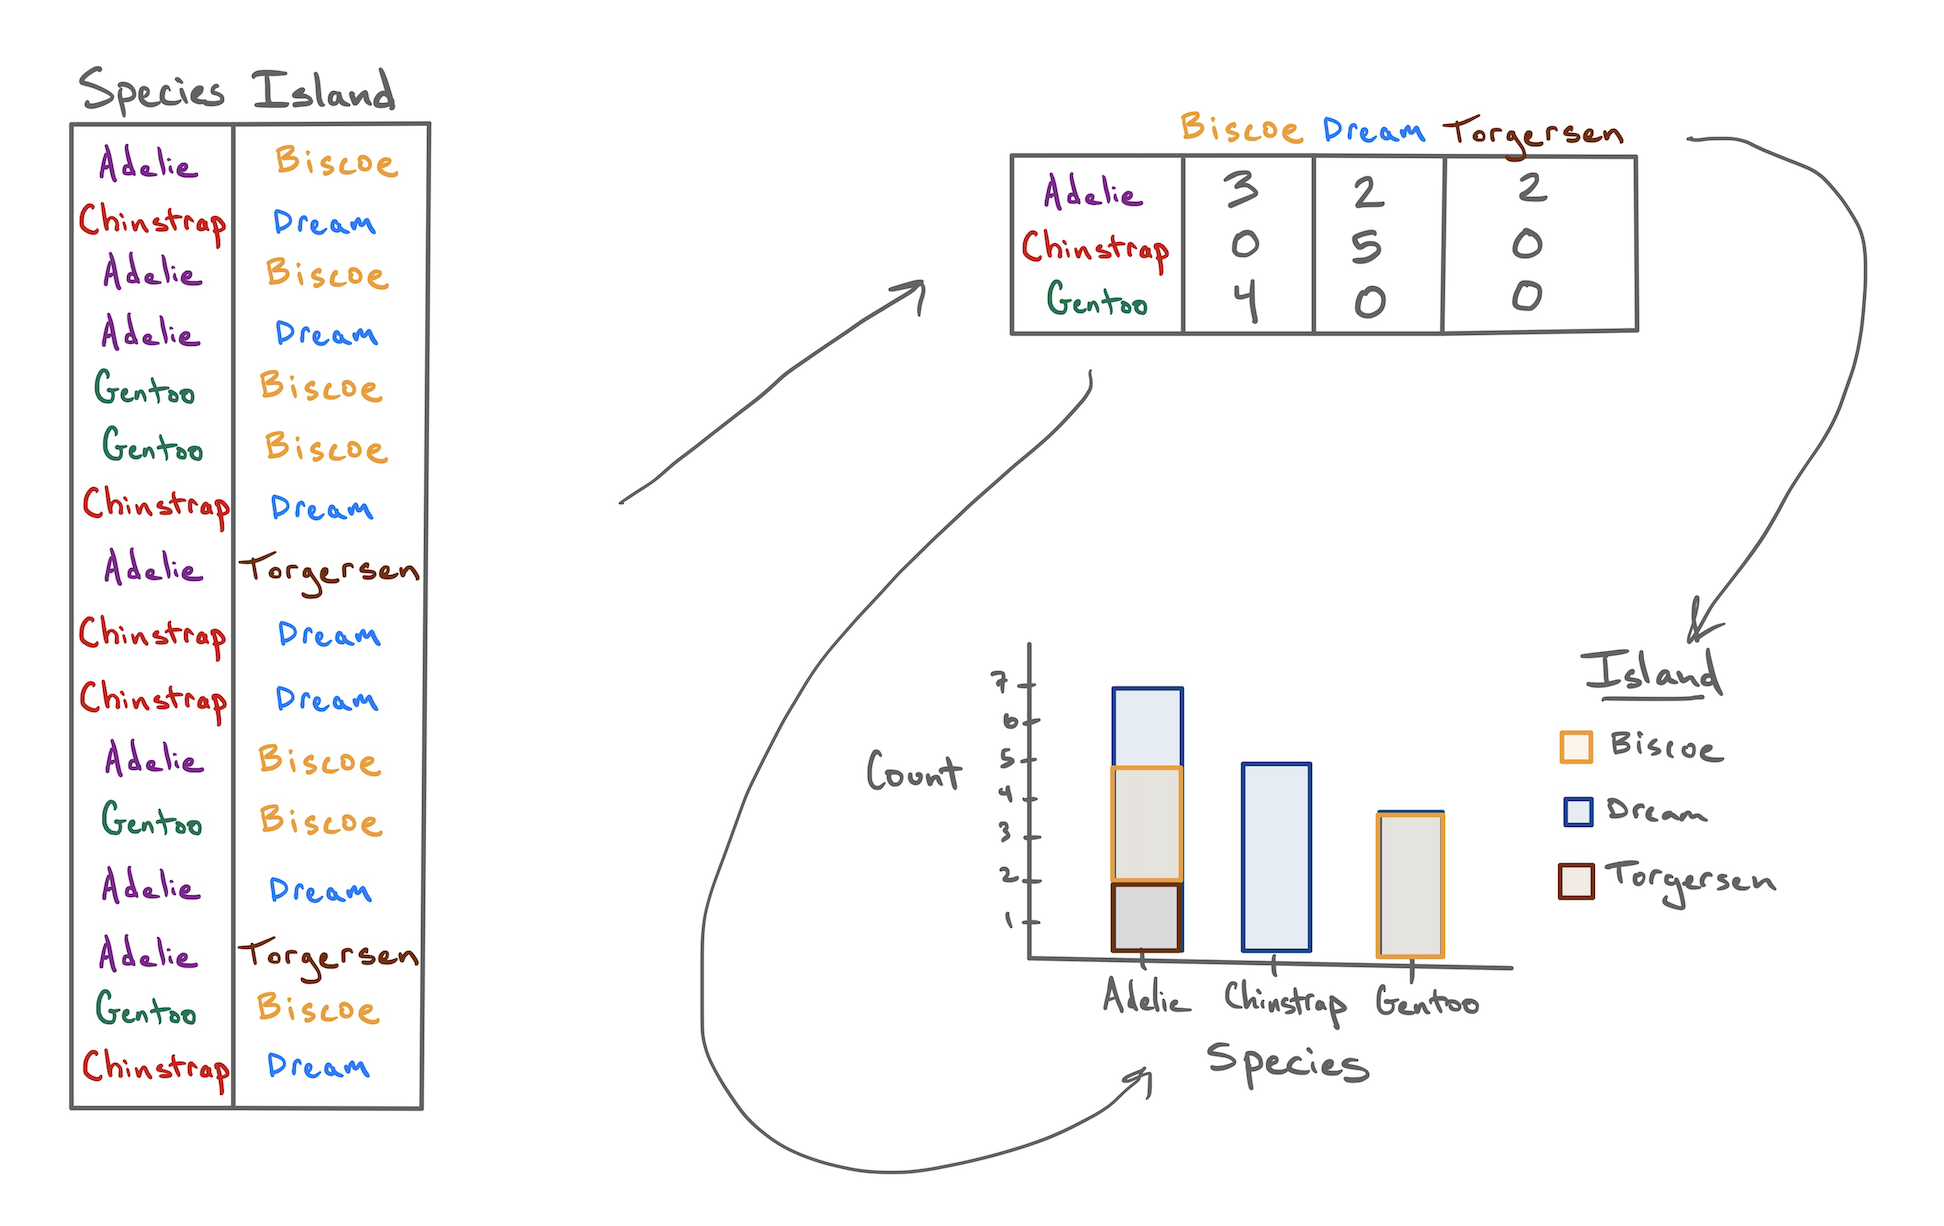 Species Island
Adelie Biscoe
Chinstrap Dream
Adelie Biscoe
Adelie Dream
Gentoo Biscoe
Gentoo Biscoe
Chinstrap Dream
Adelie Torgersen
Chinstrap Dream
Chinstrap Dream
Adelie Biscoe
Gentoo Biscoe
Adelie Dream
Adelie Torgersen
Gentoo Biscoe
Chinstrap Dream
Biscoe Dream Torgersen
Adelie 3 2 2
Chinstrap 0 5 0
Gentoo 4 0 0
Count
7
6
5
4
3
2
1
Adelie Chinstrap Gentoo
Species
Island
Biscoe
Dream
Torgersen